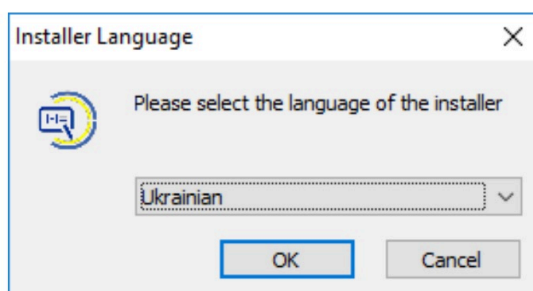 Installer Language
Please select the language of the installer
Ukrainian
OK
Cancel